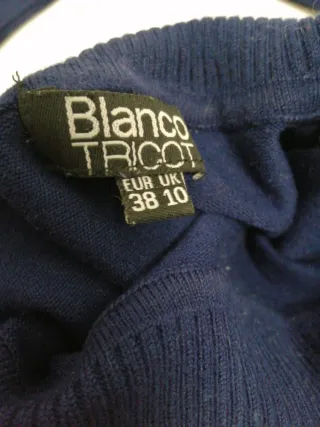 Blanco
TRICOT
EUR UK
38 10